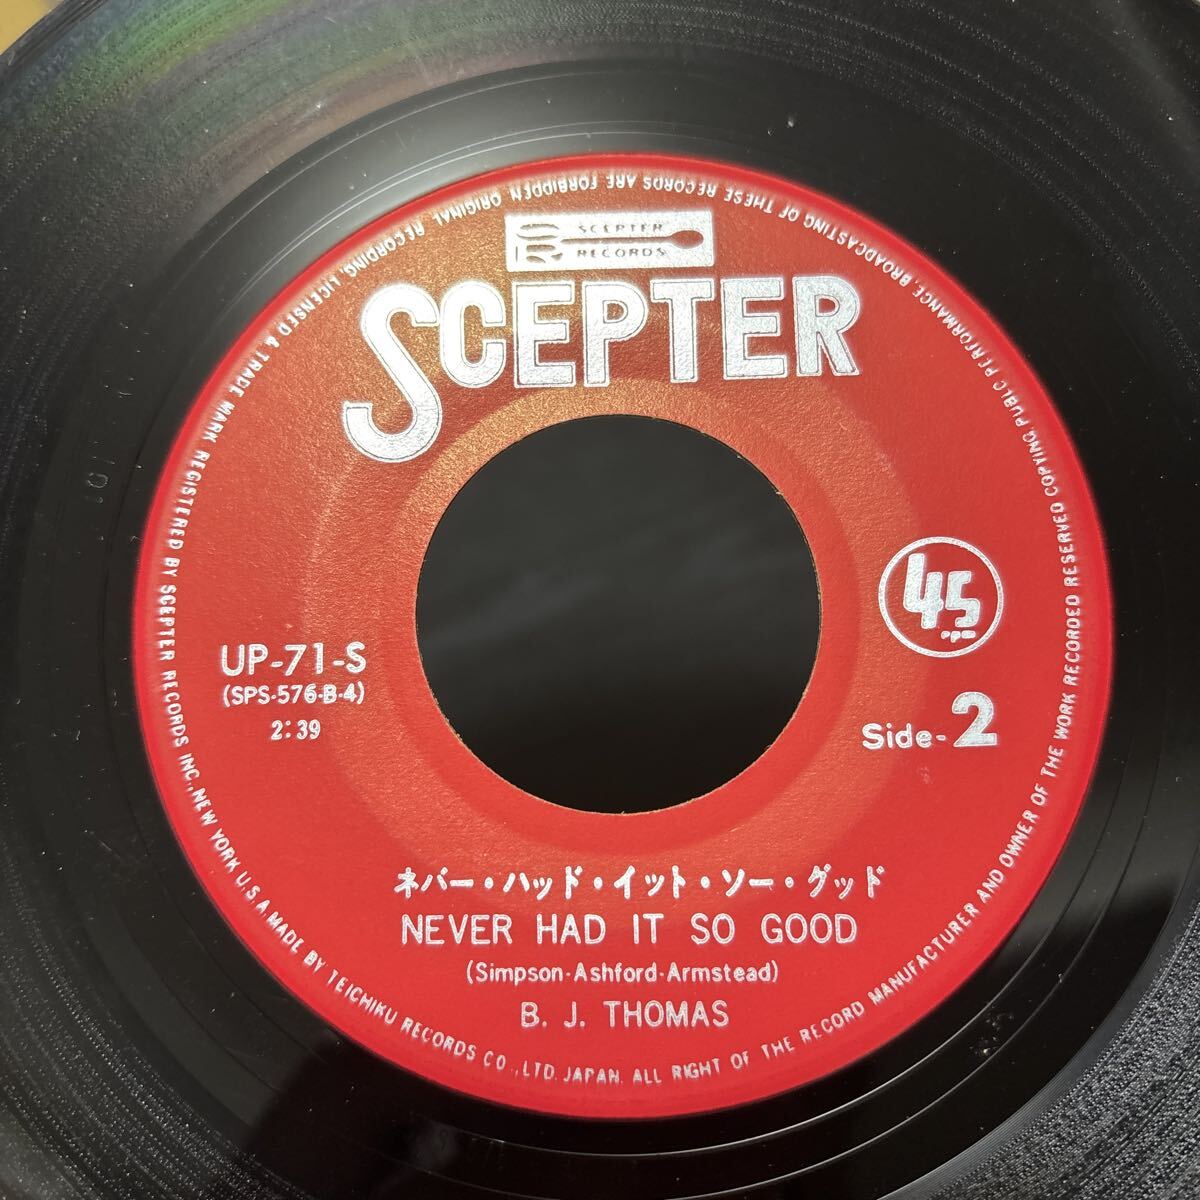 SR SCEPTER RECORDS
SCEPTER
45 r.p.m
UP-71-S
(SPS-576-B-4)
2:39
Side-2
ネバー・ハッド・イット・ソー・グッド
NEVER HAD IT SO GOOD
(Simpson-Ashford-Armstead)
B. J. THOMAS
RECORDING, LICENSED & TRADE MARK REGISTERED BY SCEPTER RECORDS INC., NEW YORK U.S.A. MADE BY TEICHIKU RECORDS CO., LTD. JAPAN. ALL RIGHT OF THE RECORD MANUFACTURER AND OWNER OF THE WORK RECORDED RESERVED COPYING, PUBLIC PERFORMANCE, BROADCASTING OF THESE RECORDS ARE FORBIDDEN ORIGINAL